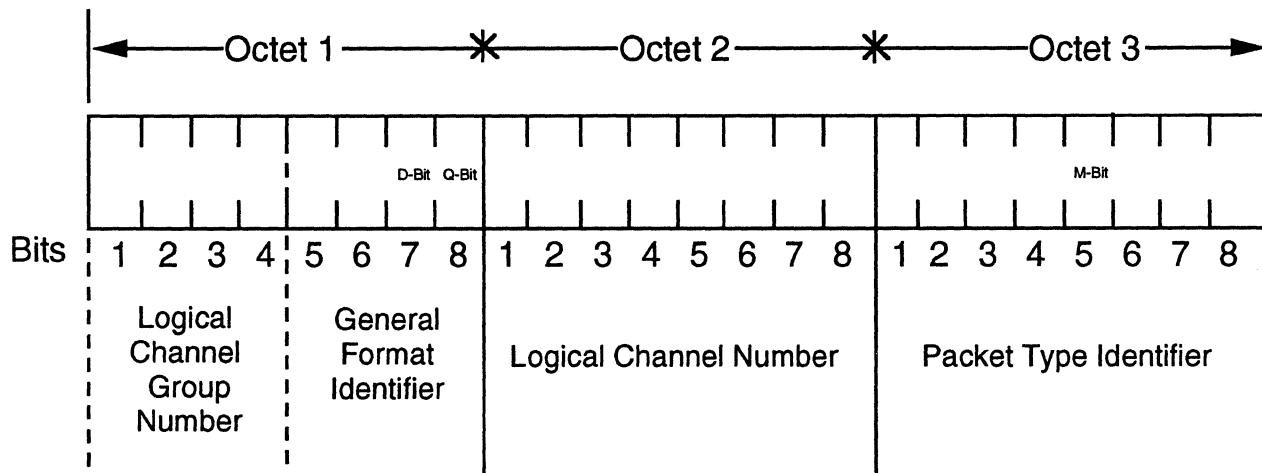 Octet 1 Octet 2 Octet 3
D-Bit Q-Bit M-Bit
Bits 1 2 3 4 5 6 7 8 1 2 3 4 5 6 7 8 1 2 3 4 5 6 7 8
Logical
Channel
Group
Number
General
Format
Identifier
Logical Channel Number
Packet Type Identifier